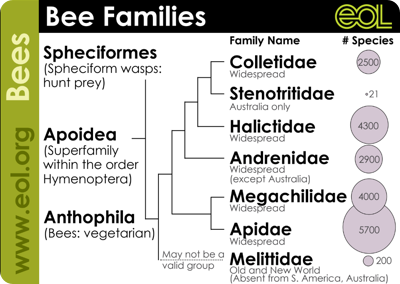 Bee Families
eol
Bees
www.eol.org
Family Name
# Species
Spheciformes
(Spheciform wasps:
hunt prey)
Apoidea
(Superfamily
within the order
Hymenoptera)
Anthophila
(Bees: vegetarian)
May not be a
valid group
Colletidae
Widespread
2500
Stenotritidae
Australia only
21
Halictidae
Widespread
4300
Andrenidae
Widespread
(except Australia)
2900
Megachilidae
Widespread
4000
Apidae
Widespread
5700
Melittidae
Old and New World
(Absent from S. America, Australia)
200